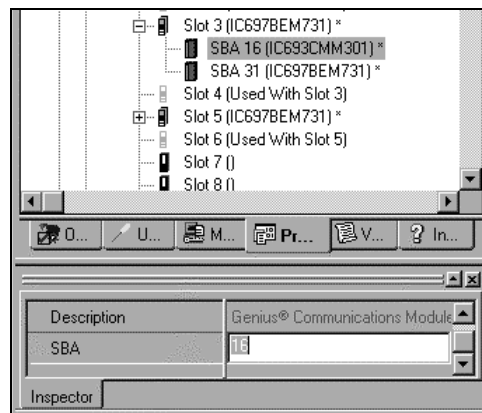 Slot 3 (IC697BEM731) *
SBA 16 (IC693CMM301) *
SBA 31 (IC697BEM731) *
Slot 4 (Used With Slot 3)
Slot 5 (IC697BEM731) *
Slot 6 (Used With Slot 5)
Slot 7 ()
Slot 8 ()
O... U... M... Pr... V... In...
Description Genius® Communications Module
SBA 16
Inspector